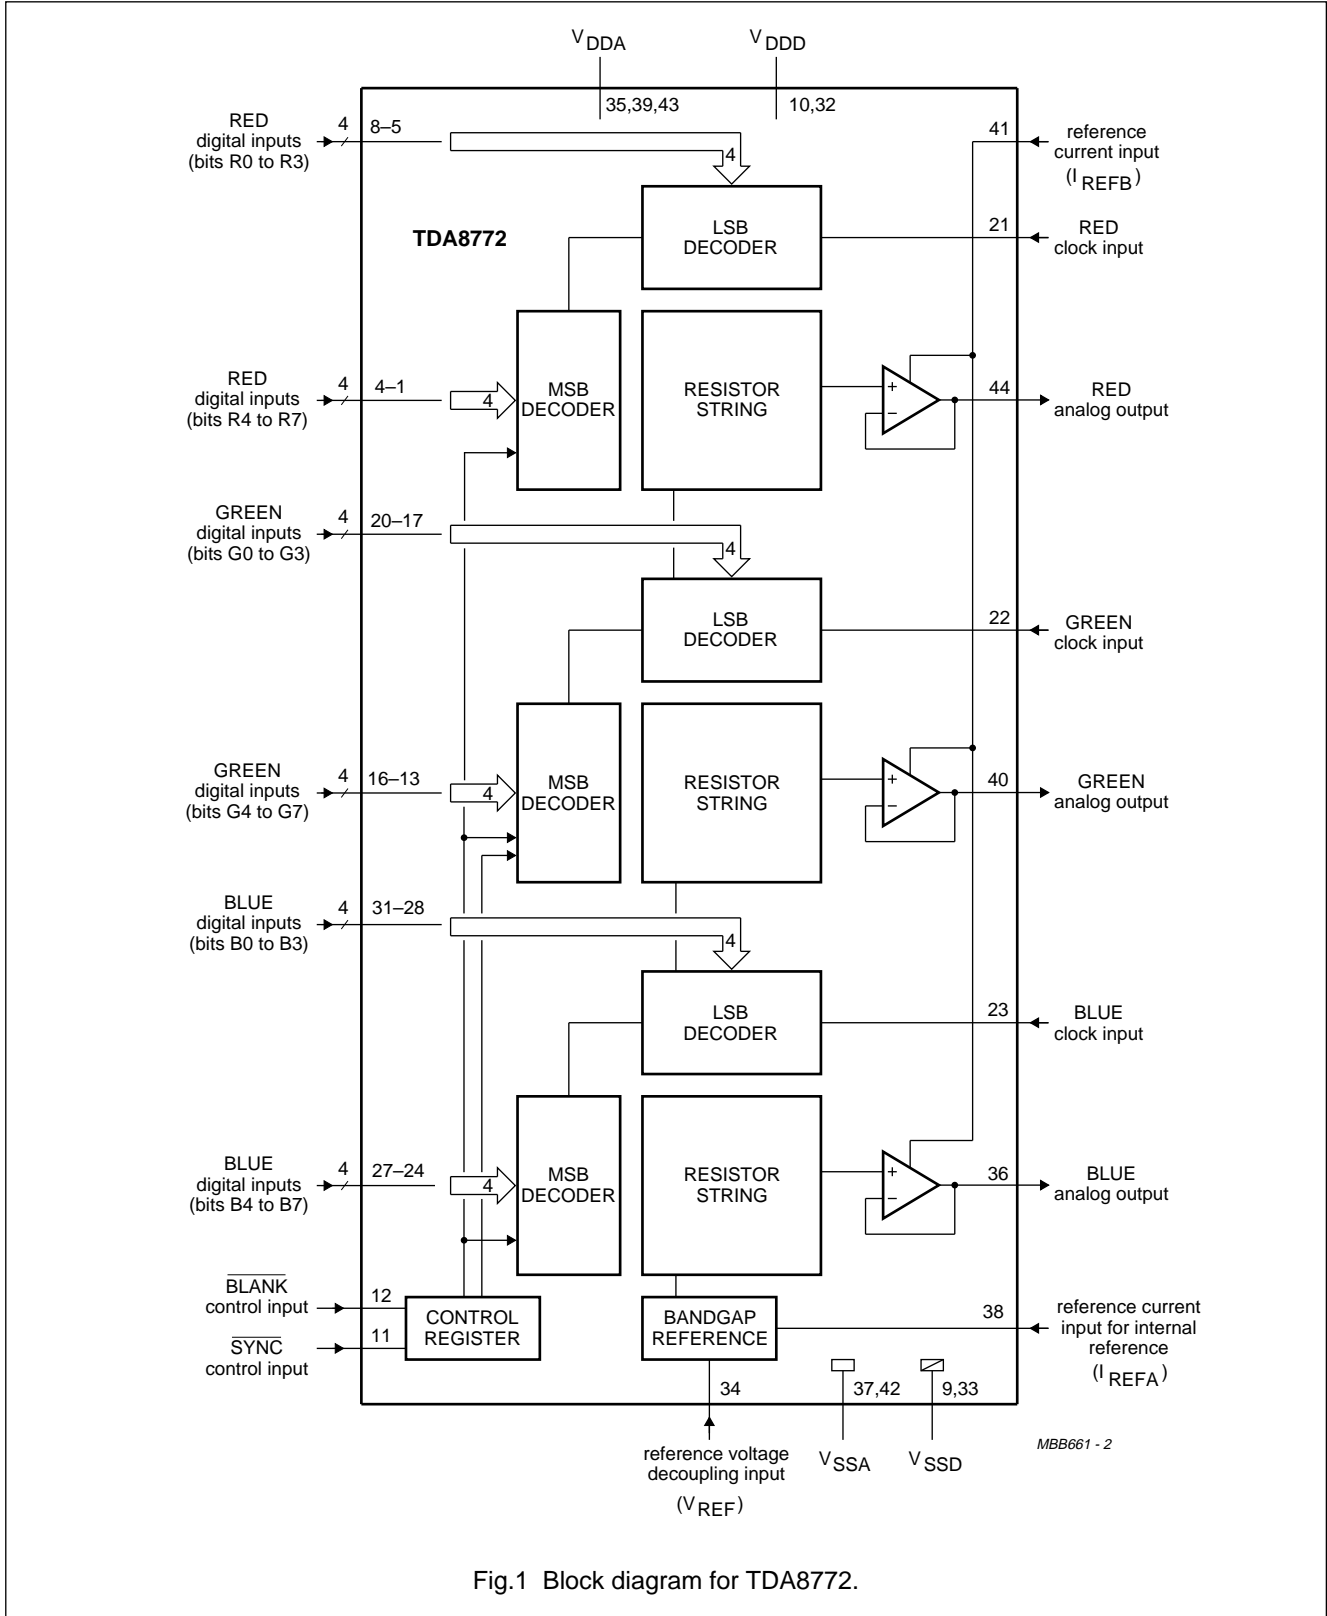 V DDA
V DDD
35,39,43
10,32
RED
digital inputs
(bits R0 to R3)
4
8–5
4
41
reference
current input
(I REFB)
TDA8772
LSB
DECODER
21
RED
clock input
RED
digital inputs
(bits R4 to R7)
4
4–1
4
MSB
DECODER
RESISTOR
STRING
+
−
44
RED
analog output
GREEN
digital inputs
(bits G0 to G3)
4
20–17
4
LSB
DECODER
22
GREEN
clock input
GREEN
digital inputs
(bits G4 to G7)
4
16–13
4
MSB
DECODER
RESISTOR
STRING
+
−
40
GREEN
analog output
BLUE
digital inputs
(bits B0 to B3)
4
31–28
4
LSB
DECODER
23
BLUE
clock input
BLUE
digital inputs
(bits B4 to B7)
4
27–24
4
MSB
DECODER
RESISTOR
STRING
+
−
36
BLUE
analog output
BLANK
control input
12
SYNC
control input
11
CONTROL
REGISTER
BANDGAP
REFERENCE
38
reference current
input for internal
reference
(I REFA)
34
37,42
9,33
reference voltage
decoupling input
(V REF)
V SSA
V SSD
MBB661 - 2
Fig.1 Block diagram for TDA8772.